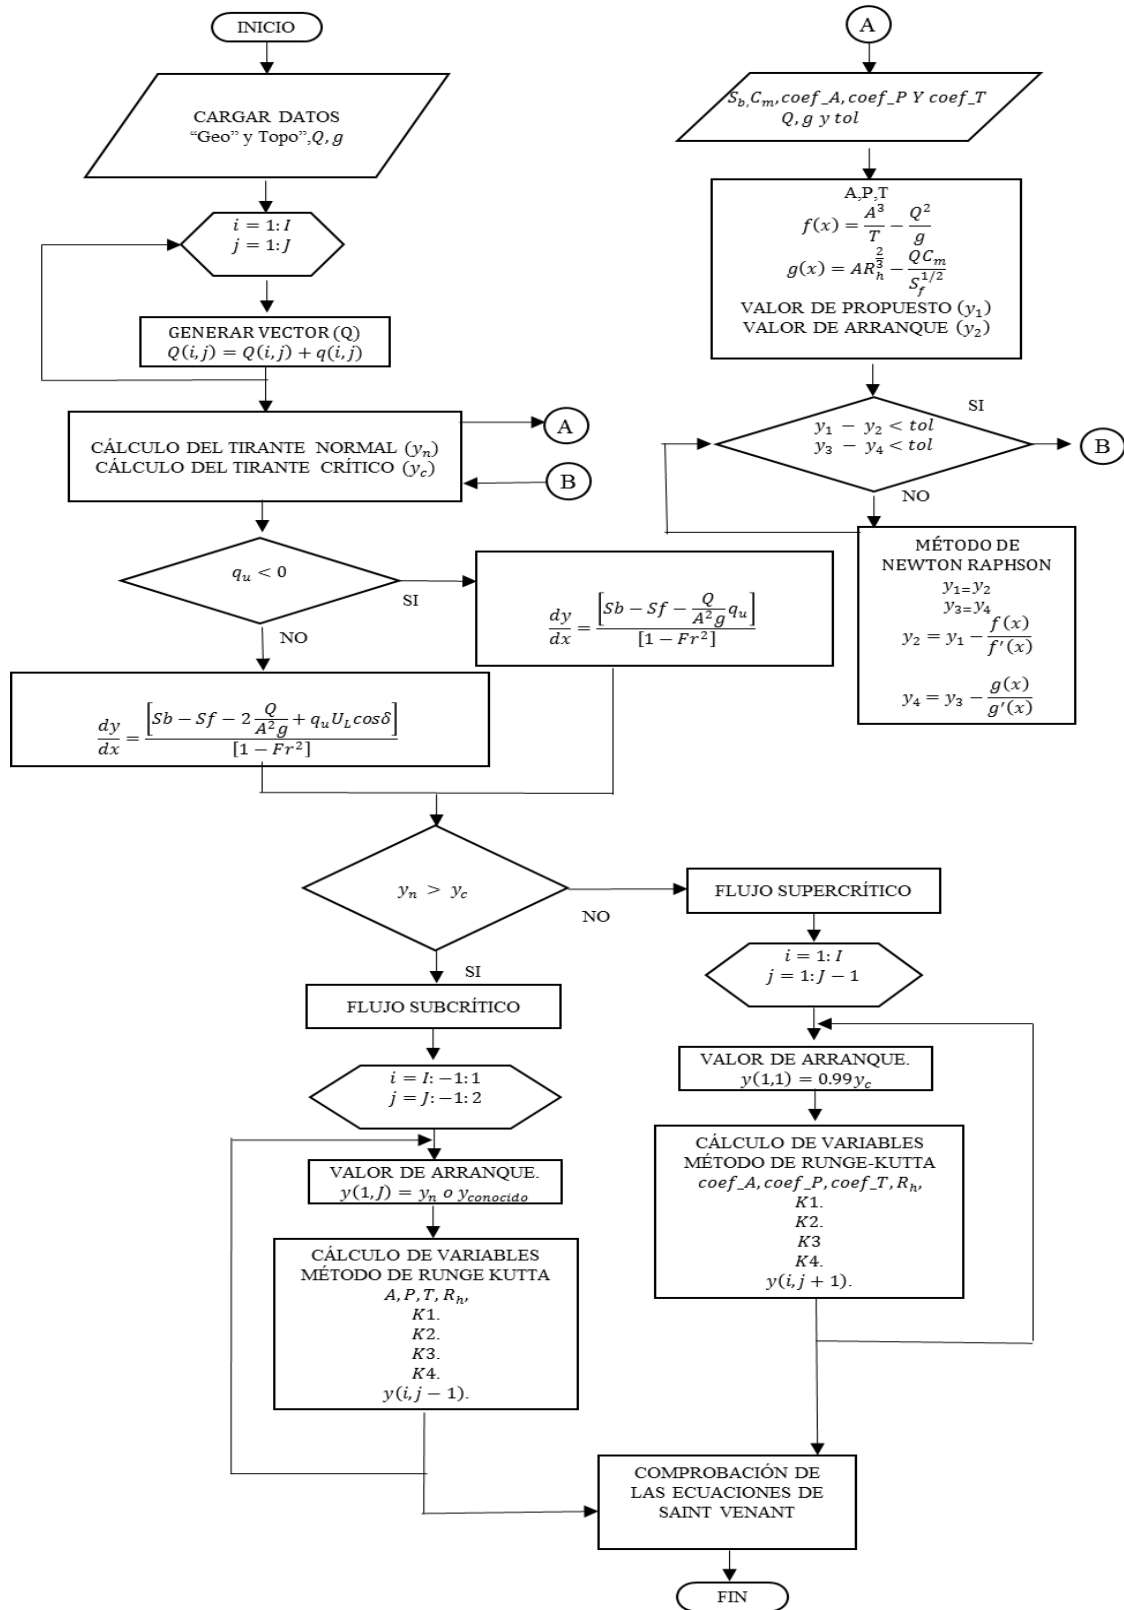 INICIO
CARGAR DATOS
“Geo” y Topo”,Q, g
i = 1: I
j = 1: J
GENERAR VECTOR (Q)
Q(i, j) = Q(i, j) + q(i, j)
CÁLCULO DEL TIRANTE NORMAL (y_n)
CÁLCULO DEL TIRANTE CRÍTICO (y_c)
A
B
q_u < 0
SI
NO
dy/dx = [Sb − Sf − Q/(A^2 g) q_u] / [1 − Fr^2]
dy/dx = [Sb − Sf − 2 Q/(A^2 g) + q_u U_L cosδ] / [1 − Fr^2]
y_n > y_c
NO
SI
FLUJO SUBCRÍTICO
i = I: −1: 1
j = J: −1: 2
VALOR DE ARRANQUE.
y(1, J) = y_n o y_conocido
CÁLCULO DE VARIABLES
MÉTODO DE RUNGE KUTTA
A, P, T, R_h,
K1.
K2.
K3.
K4.
y(i, j − 1).
FLUJO SUPERCRÍTICO
i = 1: I
j = 1: J − 1
VALOR DE ARRANQUE.
y(1,1) = 0.99y_c
CÁLCULO DE VARIABLES
MÉTODO DE RUNGE-KUTTA
coef_A, coef_P, coef_T, R_h,
K1.
K2.
K3
K4.
y(i, j + 1).
COMPROBACIÓN DE
LAS ECUACIONES DE
SAINT VENANT
FIN
A
S_b, C_m, coef_A, coef_P Y coef_T
Q, g y tol
A,P,T
f(x) = A^3/T − Q^2/g
g(x) = AR_h^(2/3) − QC_m/S_f^(1/2)
VALOR DE PROPUESTO (y_1)
VALOR DE ARRANQUE (y_2)
y_1 − y_2 < tol
y_3 − y_4 < tol
SI
B
NO
MÉTODO DE
NEWTON RAPHSON
y_1=y_2
y_3=y_4
y_2 = y_1 − f(x)/f′(x)
y_4 = y_3 − g(x)/g′(x)